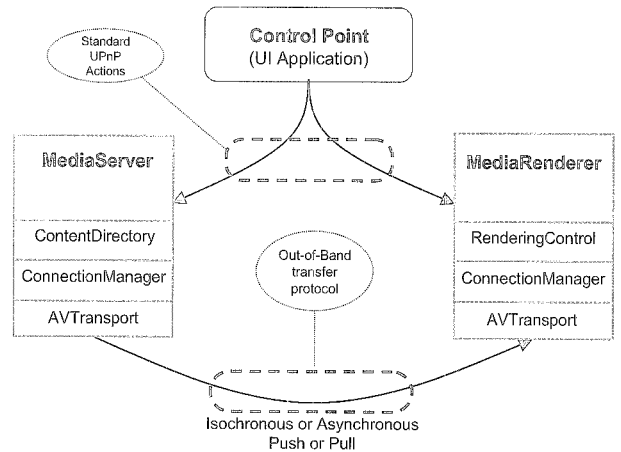 Control Point
(UI Application)
Standard
UPnP
Actions
MediaServer
ContentDirectory
ConnectionManager
AVTransport
MediaRenderer
RenderingControl
ConnectionManager
AVTransport
Out-of-Band
transfer
protocol
Isochronous or Asynchronous
Push or Pull